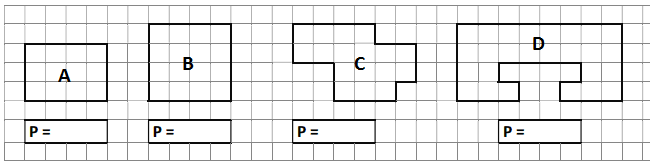 A
B
C
D
P =
P =
P =
P =